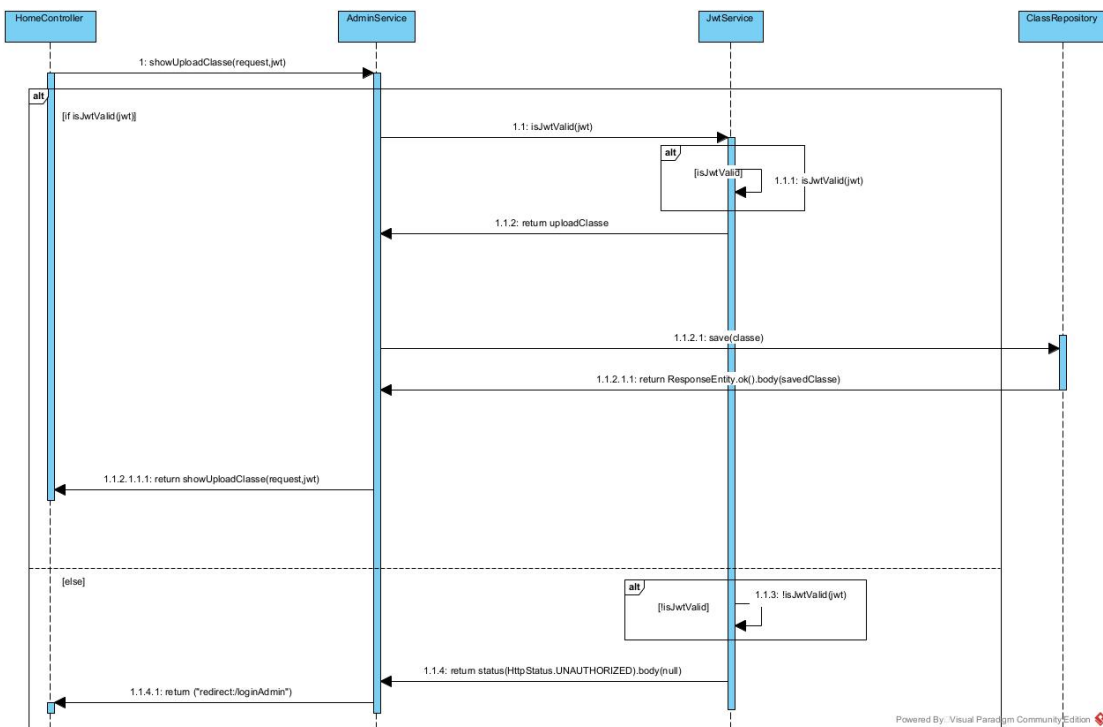 HomeController
AdminService
JwtService
ClassRepository
1: showUploadClasse(request,jwt)
alt
[if isJwtValid(jwt)]
1.1: isJwtValid(jwt)
alt
[isJwtValid]
1.1.1: isJwtValid(jwt)
1.1.2: return uploadClasse
1.1.2.1: save(classe)
1.1.2.1.1: return ResponseEntity.ok().body(savedClasse)
1.1.2.1.1.1: return showUploadClasse(request,jwt)
[else]
alt
1.1.3: !isJwtValid(jwt)
[!isJwtValid]
1.1.4: return status(HttpStatus.UNAUTHORIZED).body(null)
1.1.4.1: return ("redirect:/loginAdmin")
Powered By: Visual Paradigm Community Edition